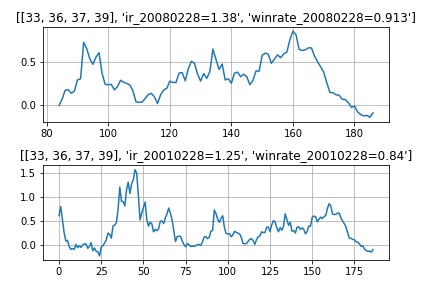 [[33, 36, 37, 39], 'ir_20080228=1.38', 'winrate_20080228=0.913']
0.5
0.0
80 100 120 140 160 180
[[33, 36, 37, 39], 'ir_20010228=1.25', 'winrate_20010228=0.84']
1.5
1.0
0.5
0.0
0 25 50 75 100 125 150 175